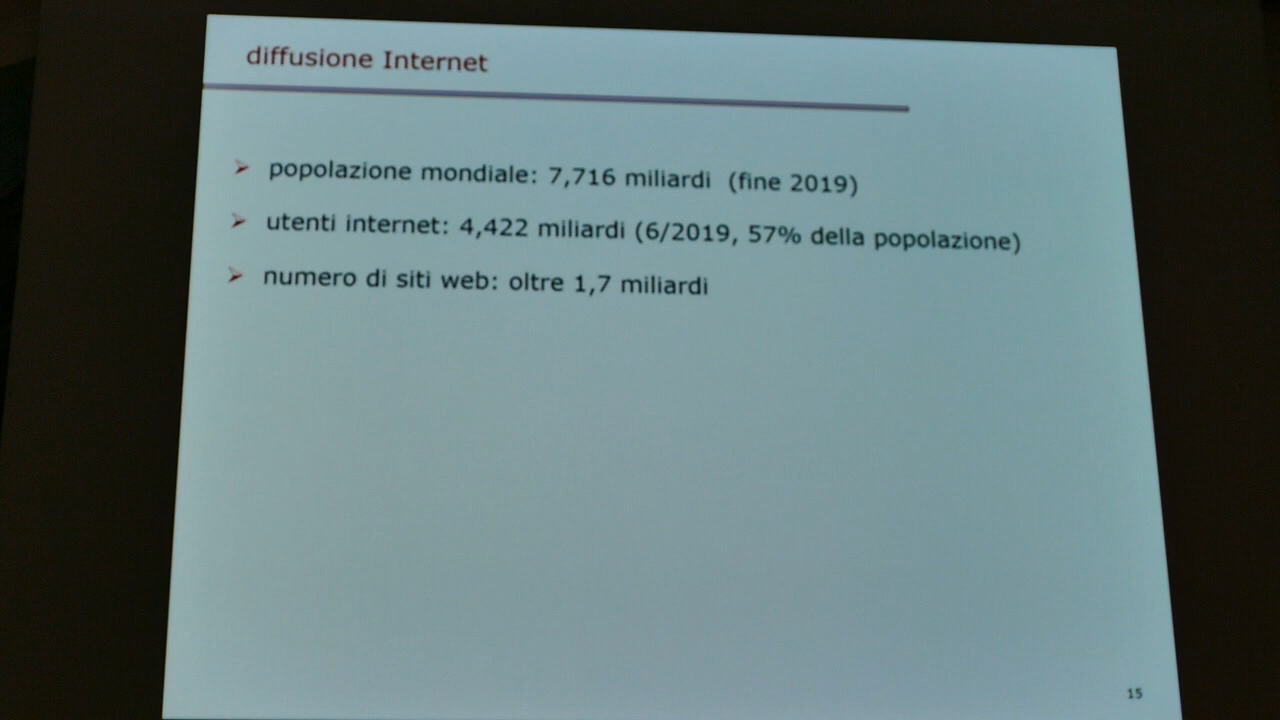 diffusione Internet
popolazione mondiale: 7,716 miliardi (fine 2019)
utenti internet: 4,422 miliardi (6/2019, 57% della popolazione)
numero di siti web: oltre 1,7 miliardi
15